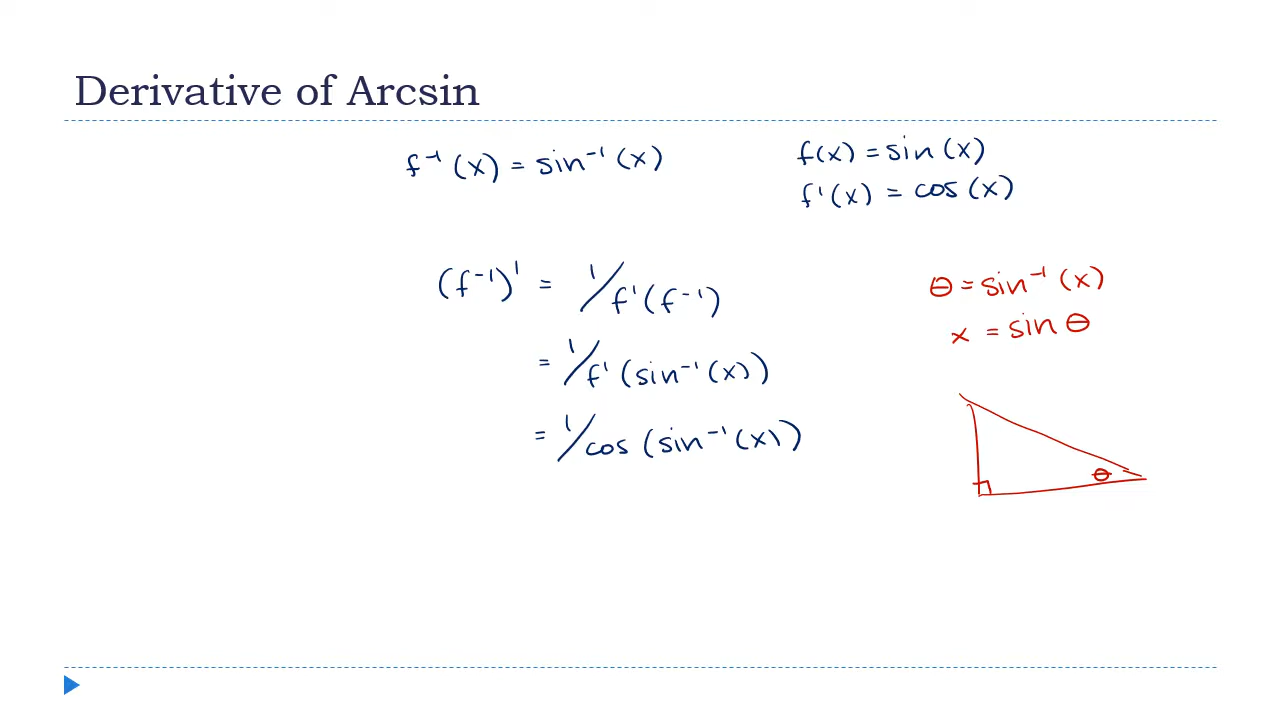 Derivative of Arcsin
f⁻¹(x) = sin⁻¹(x)
f(x) = sin(x)
f'(x) = cos(x)
(f⁻¹)' = 1/f'(f⁻¹)
= 1/f'(sin⁻¹(x))
= 1/cos(sin⁻¹(x))
θ = sin⁻¹(x)
x = sin θ
θ